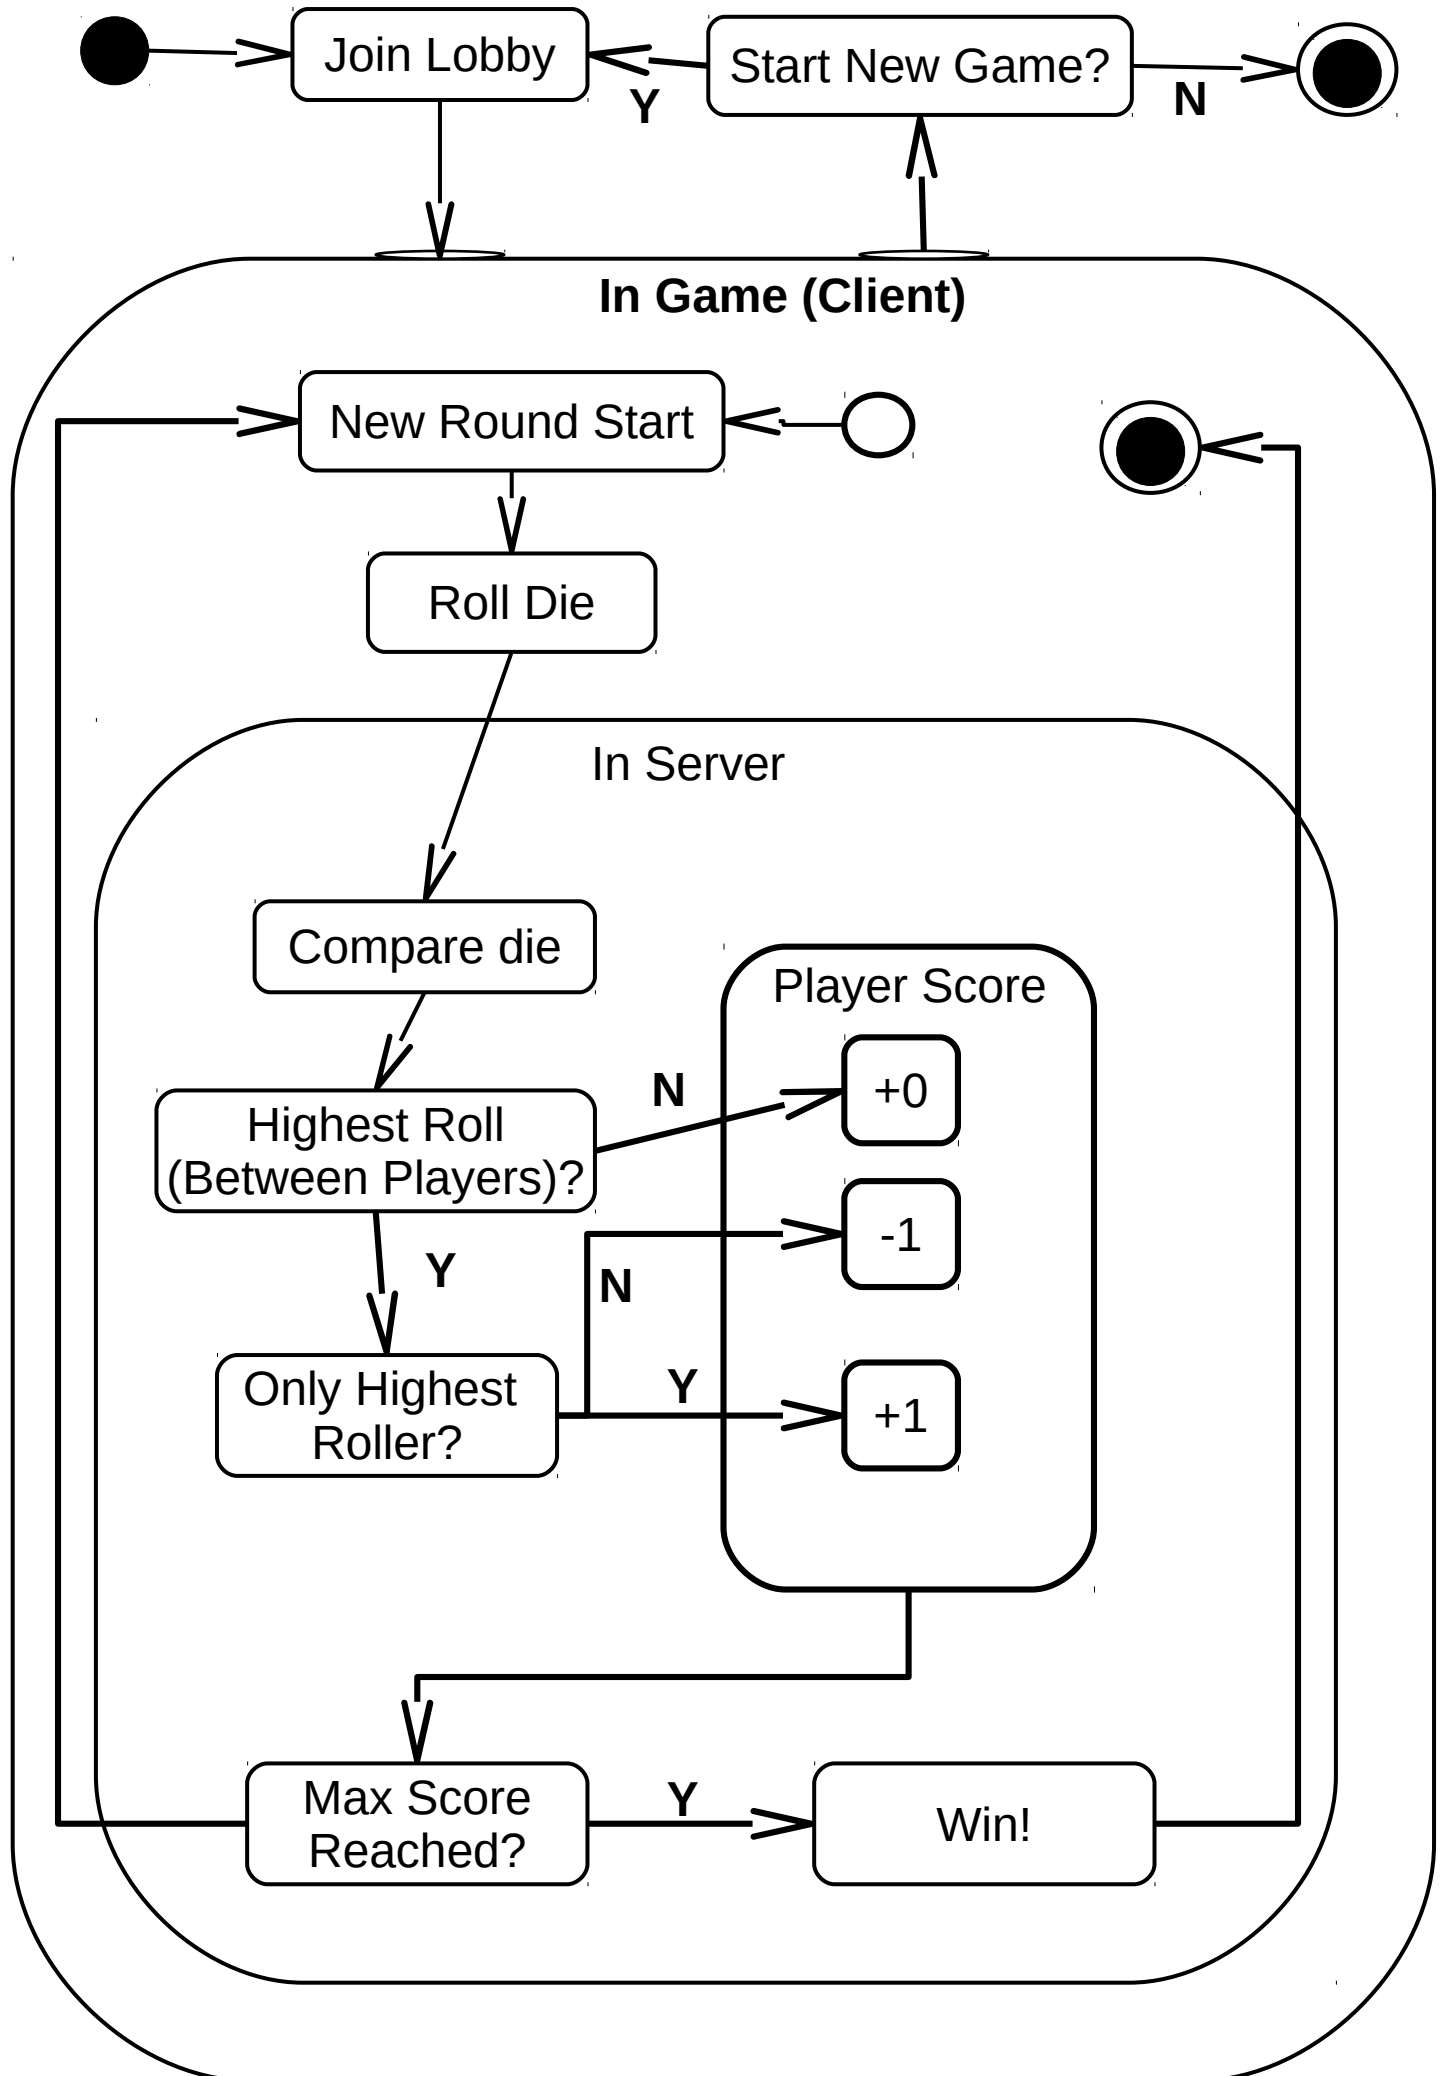 Join Lobby
Start New Game?
Y
N
In Game (Client)
New Round Start
Roll Die
In Server
Compare die
Player Score
+0
N
Highest Roll
(Between Players)?
-1
Y
N
Only Highest
Roller?
Y
+1
Max Score
Reached?
Y
Win!